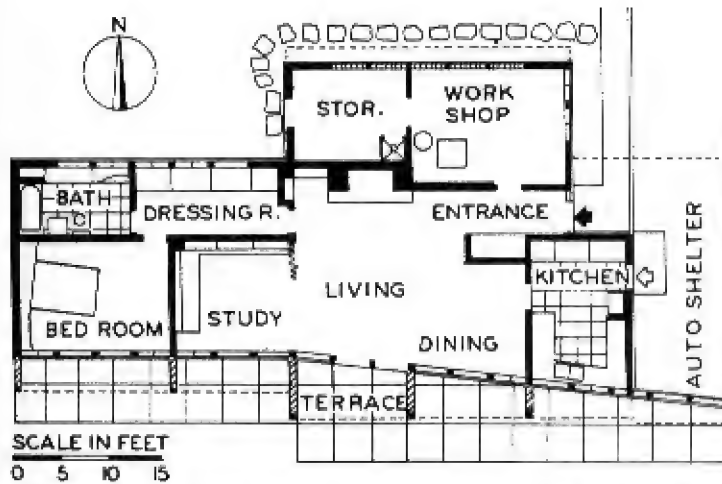 N
STOR.
WORK
SHOP
BATH
DRESSING R.
ENTRANCE
KITCHEN
LIVING
BED ROOM
STUDY
DINING
AUTO SHELTER
TERRACE
SCALE IN FEET
0 5 10 15